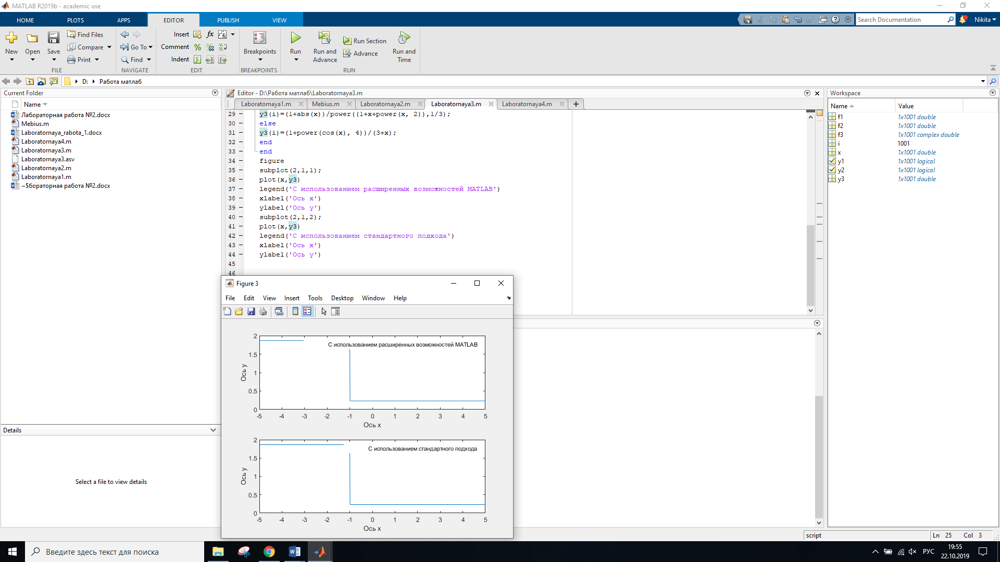 MATLAB R2019b - academic use
HOME PLOTS APPS EDITOR PUBLISH VIEW
Search Documentation
Nikita
New
Open
Save
Find Files
Compare
Print
FILE
Go To
Find
NAVIGATE
Insert
Comment
Indent
EDIT
Breakpoints
BREAKPOINTS
Run
Run and Advance
Run Section
Advance
Run and Time
RUN
D: Работа матлаб
Current Folder
Name
Лабораторная работа №2.docx
Mebius.m
Laboratornaya_rabota_1.docx
Laboratornaya4.m
Laboratornaya3.m
Laboratornaya3.asv
Laboratornaya2.m
Laboratornaya1.m
~$бораторная работа №2.docx
Details
Select a file to view details
Editor - D:\Работа матлаб\Laboratornaya3.m
Laboratornaya1.m Mebius.m Laboratornaya2.m Laboratornaya3.m Laboratornaya4.m +
29 – y3(i)=(1+abs(x))/power((1+x+power(x, 2)),1/3);
30 – else
31 – y3(i)=(1+power(cos(x), 4))/(3+x);
32 – end
33 – end
34 – figure
35 – subplot(2,1,1);
36 – plot(x,y3)
37 – legend('С использованием расширенных возможностей MATLAB')
38 – xlabel('Ось x')
39 – ylabel('Ось y')
40 – subplot(2,1,2);
41 – plot(x,y3)
42 – legend('С использованием стандартного подхода')
43 – xlabel('Ось x')
44 – ylabel('Ось y')
45
46
Figure 3
File Edit View Insert Tools Desktop Window Help
С использованием расширенных возможностей MATLAB
2
1.5
1
0.5
0
Ось y
-5 -4 -3 -2 -1 0 1 2 3 4 5
Ось x
С использованием стандартного подхода
2
1.5
1
0.5
0
Ось y
-5 -4 -3 -2 -1 0 1 2 3 4 5
Ось x
Workspace
Name Value
f1 1x1001 double
f2 1x1001 double
f3 1x1001 complex double
i 1001
x 1x1001 double
y1 1x1001 logical
y2 1x1001 logical
y3 1x1001 double
script
Ln 25 Col 3
Введите здесь текст для поиска
РУС
19:55
22.10.2019